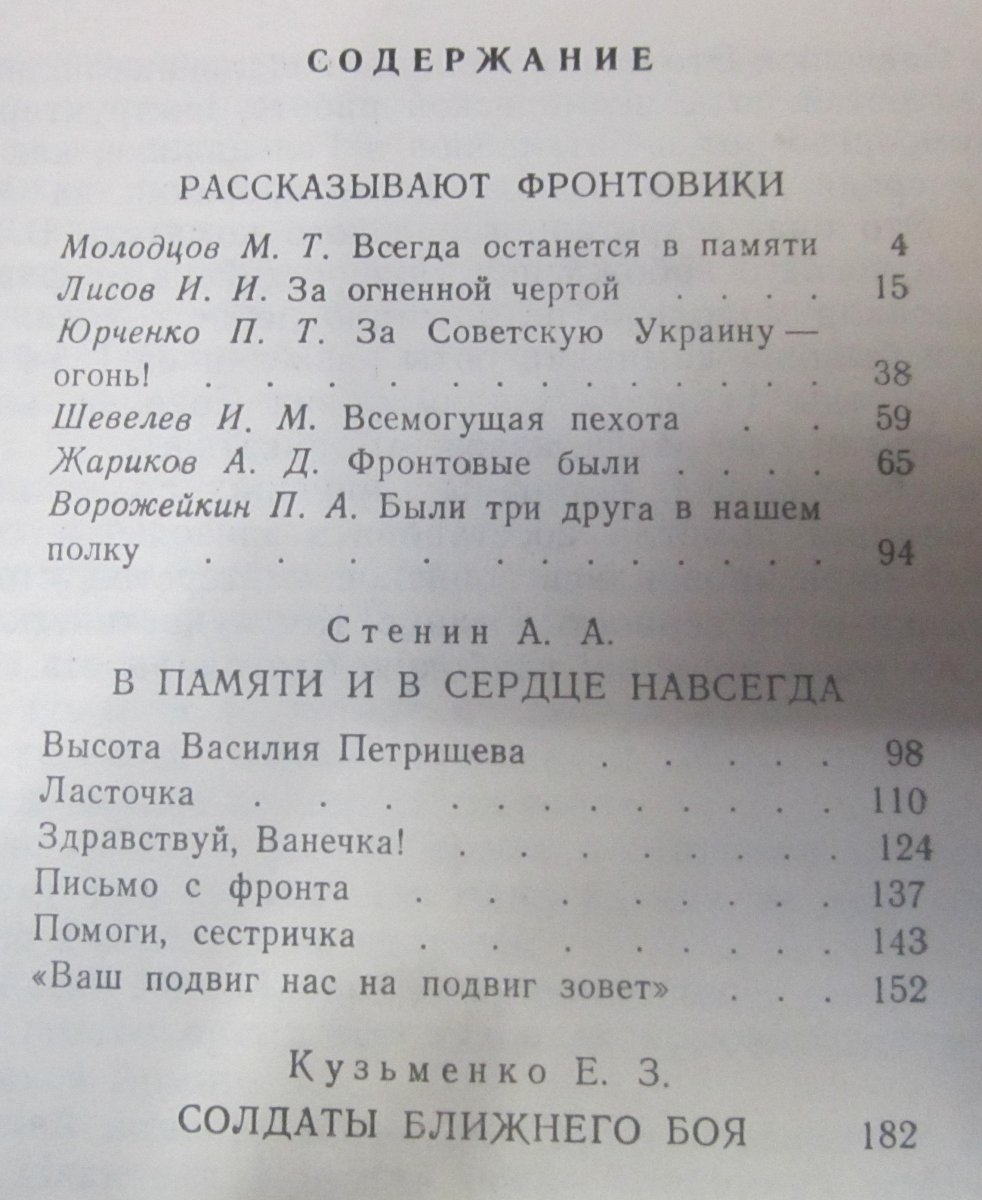 СОДЕРЖАНИЕ
РАССКАЗЫВАЮТ ФРОНТОВИКИ
Молодцов М. Т. Всегда останется в памяти 4
Лисов И. И. За огненной чертой . . . . 15
Юрченко П. Т. За Советскую Украину —
огонь! . . . . . . . . . . 38
Шевелев И. М. Всемогущая пехота . . 59
Жариков А. Д. Фронтовые были . . . . 65
Ворожейкин П. А. Были три друга в нашем
полку . . . . . . . . . . 94
Стенин А. А.
В ПАМЯТИ И В СЕРДЦЕ НАВСЕГДА
Высота Василия Петрищева . . . . . 98
Ласточка . . . . . . . . . . 110
Здравствуй, Ванечка! . . . . . . . 124
Письмо с фронта . . . . . . . 137
Помоги, сестричка . . . . . . . 143
«Ваш подвиг нас на подвиг зовет» . . . 152
Кузьменко Е. З.
СОЛДАТЫ БЛИЖНЕГО БОЯ 182